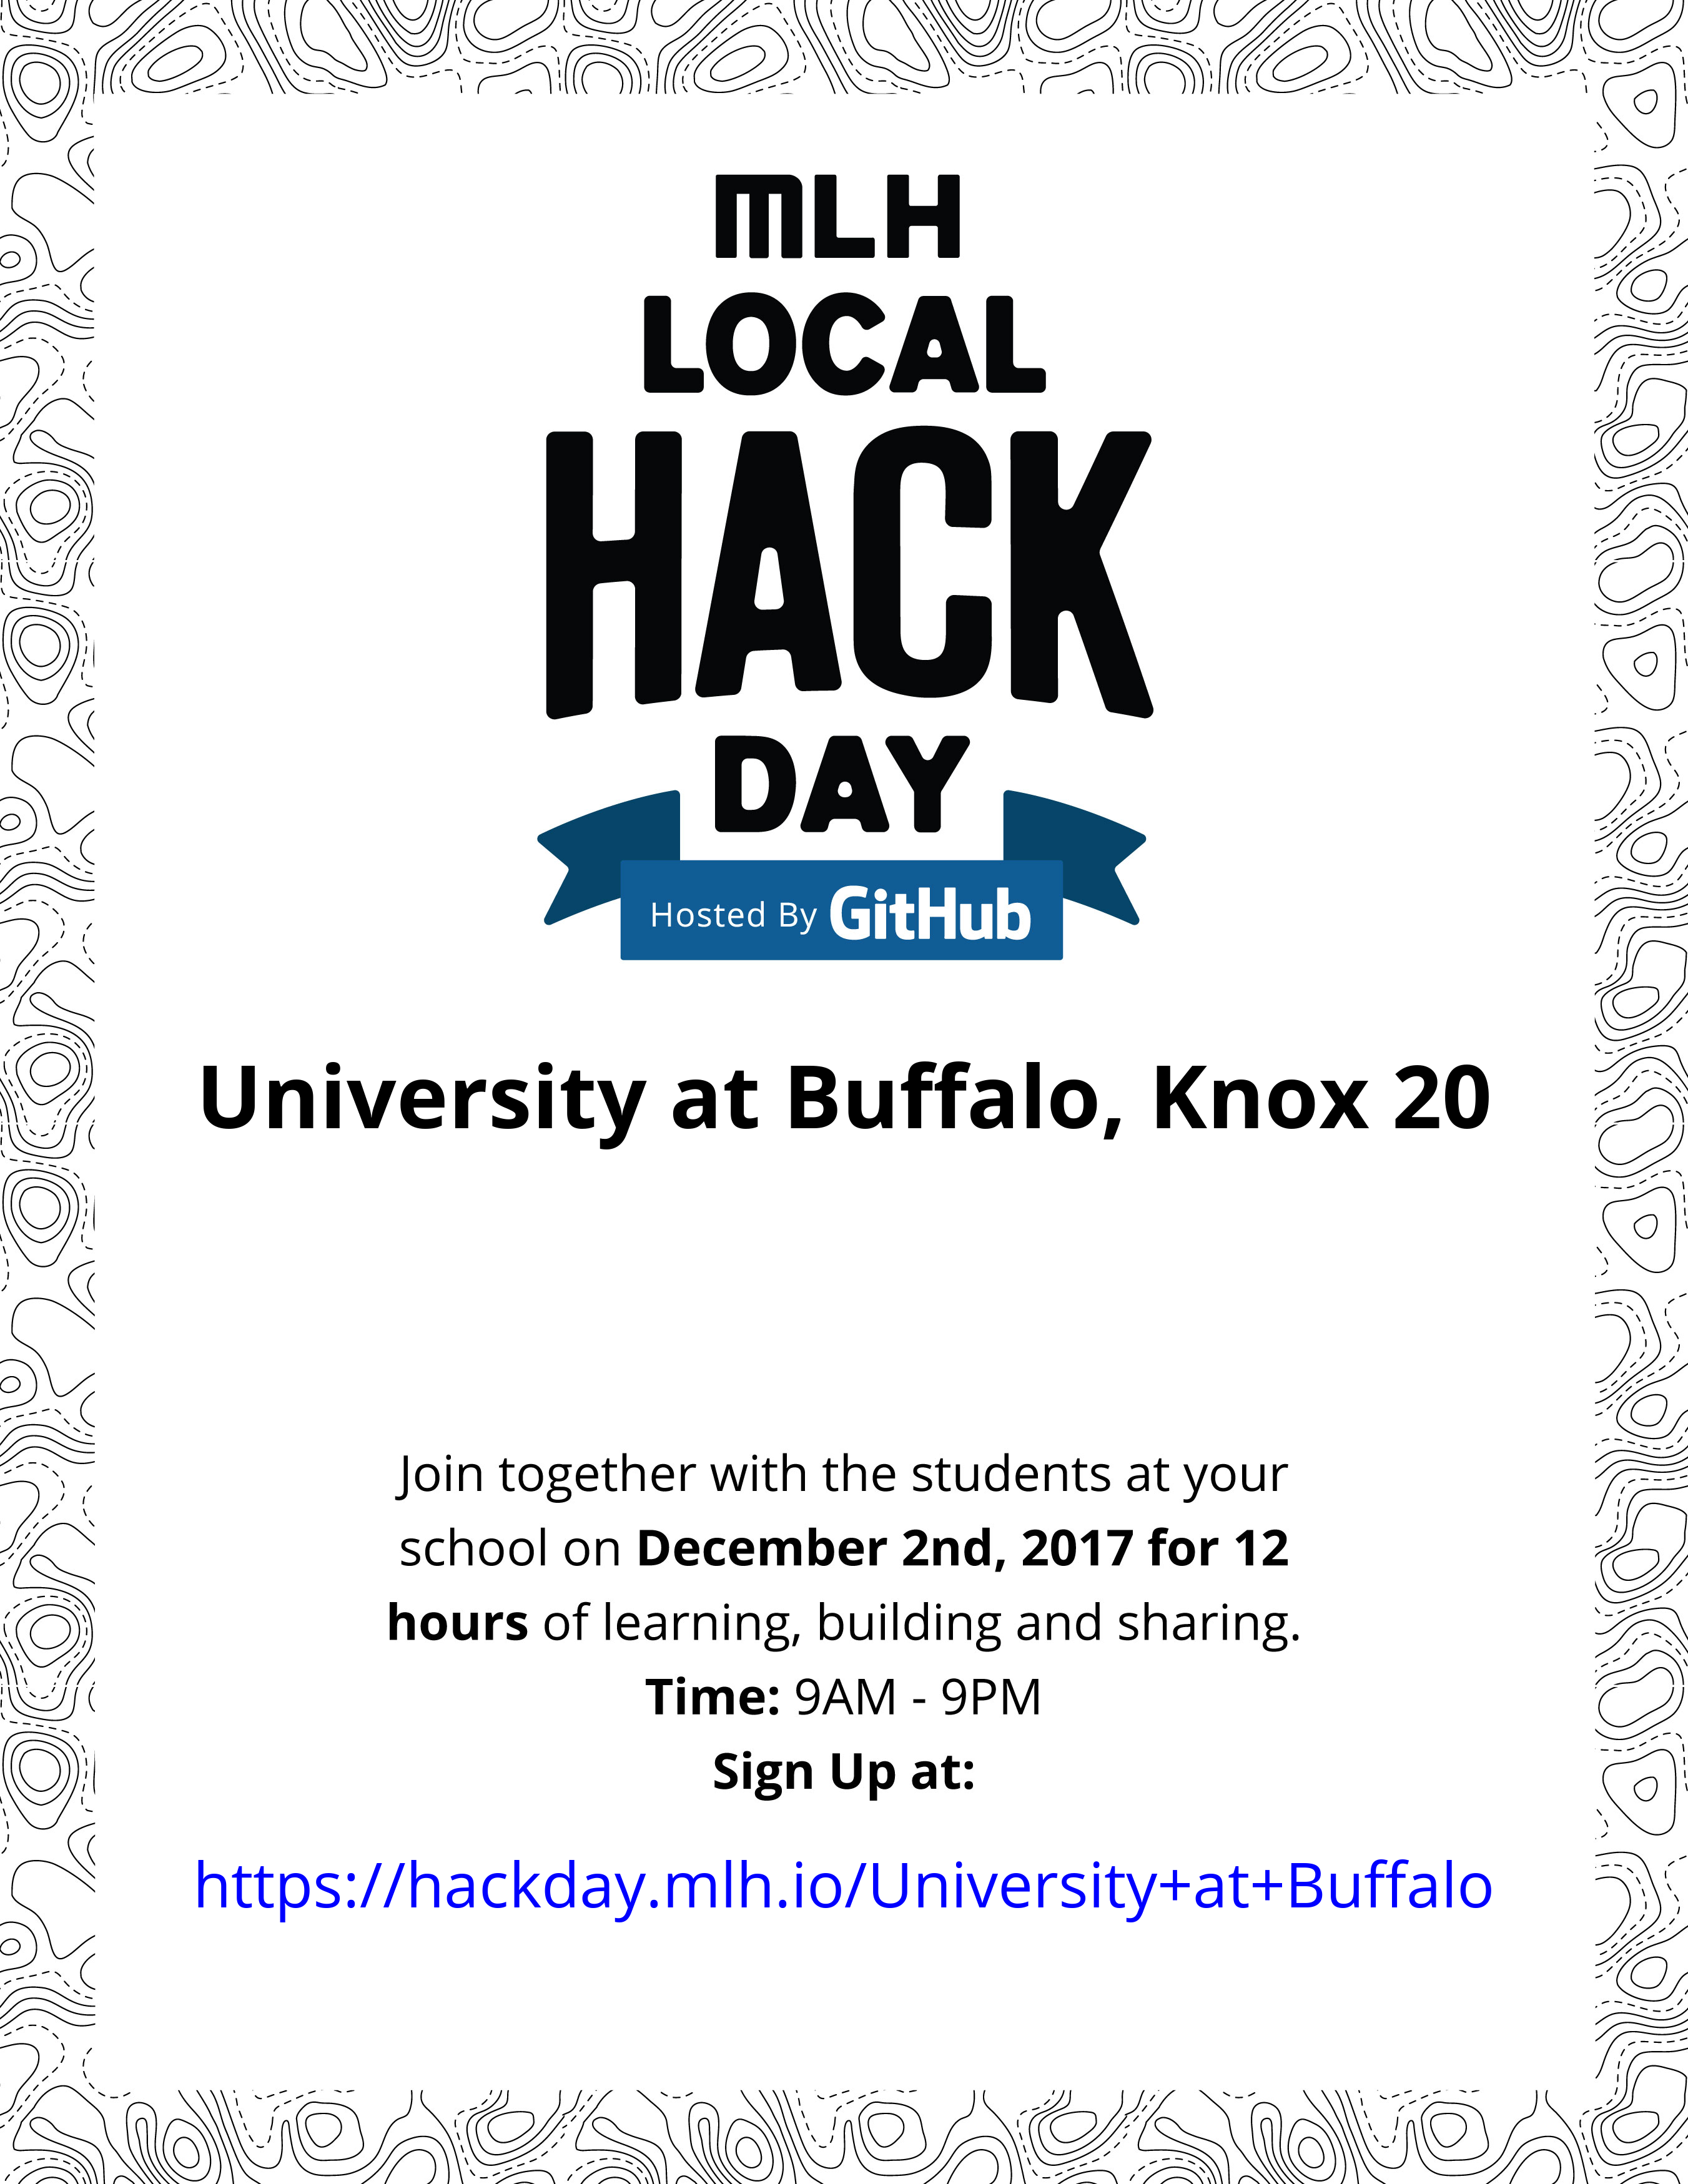 MLH
LOCAL
HACK
DAY
Hosted By GitHub
University at Buffalo, Knox 20
Join together with the students at your
school on December 2nd, 2017 for 12
hours of learning, building and sharing.
Time: 9AM - 9PM
Sign Up at:
https://hackday.mlh.io/University+at+Buffalo